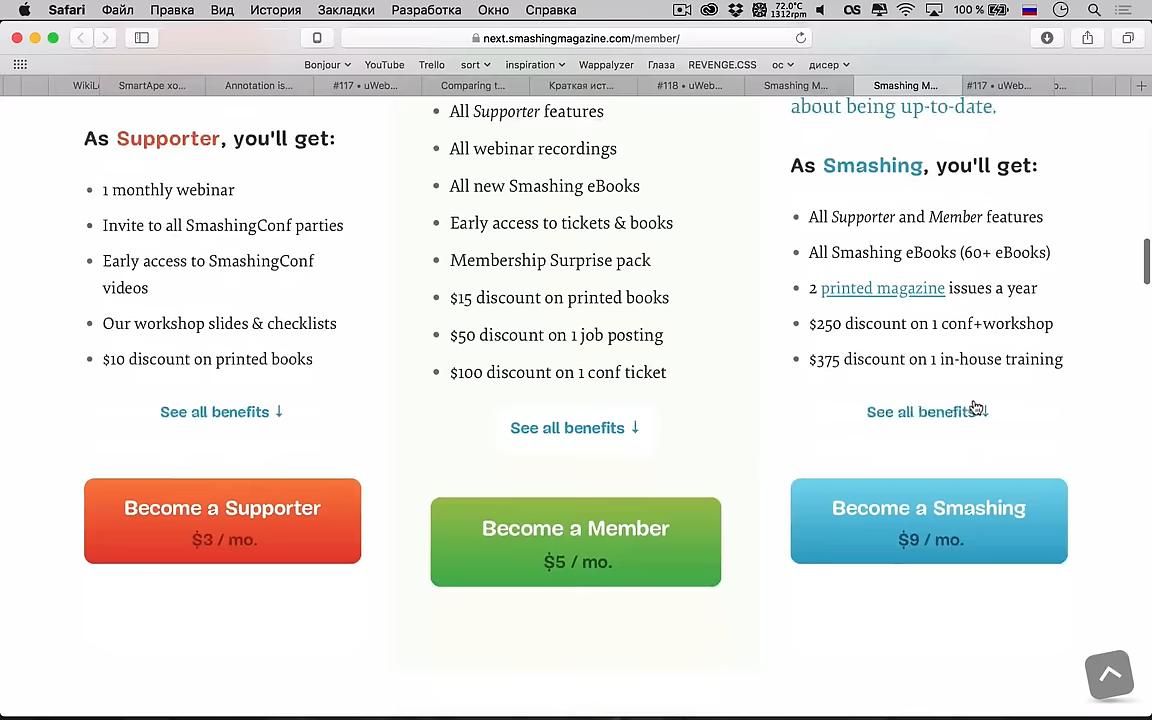 Safari Файл Правка Вид История Закладки Разработка Окно Справка
72.0°C
1312rpm
100 %
next.smashingmagazine.com/member/
Bonjour YouTube Trello sort inspiration Wappalyzer Глаза REVENGE.CSS ос дисер
WikiL SmartApe хо... Annotation is... #117 • uWeb... Comparing t... Краткая ист... #118 • uWeb... Smashing M... Smashing M... #117 • uWeb...
As Supporter, you'll get:
1 monthly webinar
Invite to all SmashingConf parties
Early access to SmashingConf
videos
Our workshop slides & checklists
$10 discount on printed books
See all benefits ↓
Become a Supporter
$3 / mo.
All Supporter features
All webinar recordings
All new Smashing eBooks
Early access to tickets & books
Membership Surprise pack
$15 discount on printed books
$50 discount on 1 job posting
$100 discount on 1 conf ticket
See all benefits ↓
Become a Member
$5 / mo.
about being up-to-date.
As Smashing, you'll get:
All Supporter and Member features
All Smashing eBooks (60+ eBooks)
2 printed magazine issues a year
$250 discount on 1 conf+workshop
$375 discount on 1 in-house training
See all benefits ↓
Become a Smashing
$9 / mo.